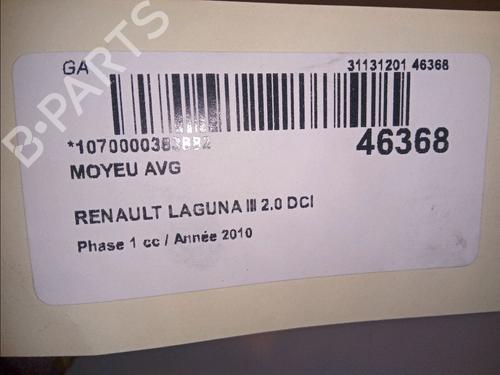 GA
31131201 46368
46368
MOYEU AVG
RENAULT LAGUNA III 2.0 DCI
Phase 1 cc / Année 2010
B-PARTS